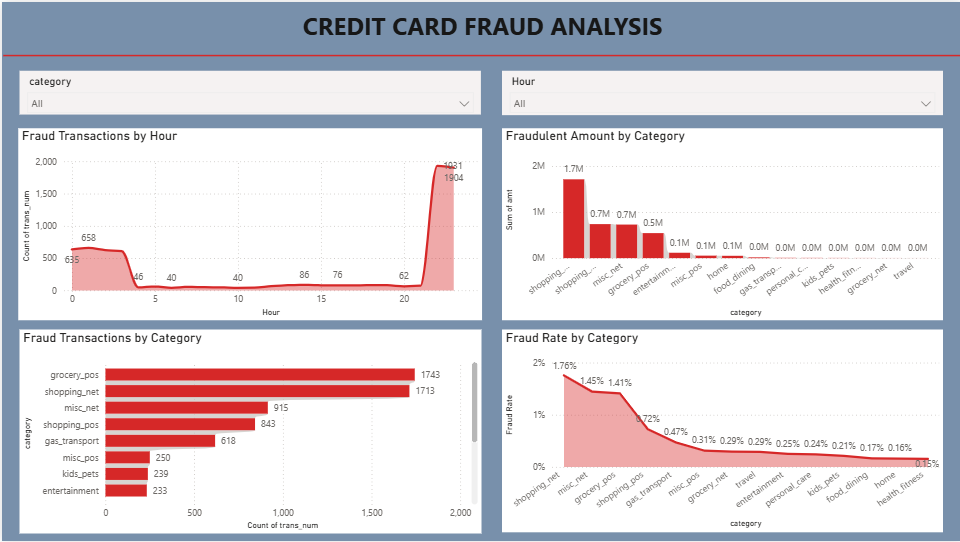 CREDIT CARD FRAUD ANALYSIS
category
All
Hour
All
Fraud Transactions by Hour
2,000
1,500
1,000
500
0
Count of trans_num
635
658
46
40
40
86
76
62
1931
1904
0
5
10
15
20
Hour
Fraudulent Amount by Category
2M
1M
0M
Sum of amt
1.7M
0.7M
0.7M
0.5M
0.1M
0.1M
0.1M
0.0M
0.0M
0.0M
0.0M
0.0M
0.0M
0.0M
shopping_...
shopping_...
misc_net
grocery_pos
entertainm...
misc_pos
home
food_dining
gas_transp...
personal_c...
kids_pets
health_fitn...
grocery_net
travel
category
Fraud Transactions by Category
category
grocery_pos 1743
shopping_net 1713
misc_net 915
shopping_pos 843
gas_transport 618
misc_pos 250
kids_pets 239
entertainment 233
0 500 1,000 1,500 2,000
Count of trans_num
Fraud Rate by Category
2%
1%
0%
Fraud Rate
1.76%
1.45%
1.41%
0.72%
0.47%
0.31%
0.29%
0.29%
0.25%
0.24%
0.21%
0.17%
0.16%
0.15%
shopping_net
misc_net
grocery_pos
shopping_pos
gas_transport
misc_pos
grocery_net
travel
entertainment
personal_care
kids_pets
food_dining
home
health_fitness
category